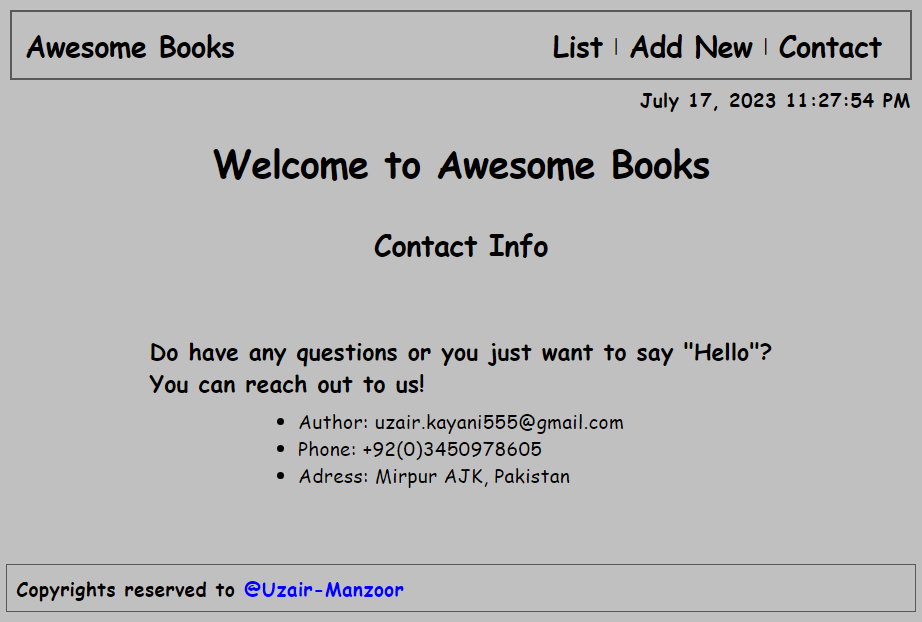 Awesome Books
List | Add New | Contact
July 17, 2023 11:27:54 PM
Welcome to Awesome Books
Contact Info
Do have any questions or you just want to say "Hello"?
You can reach out to us!
• Author: uzair.kayani555@gmail.com
• Phone: +92(0)3450978605
• Adress: Mirpur AJK, Pakistan
Copyrights reserved to @Uzair-Manzoor